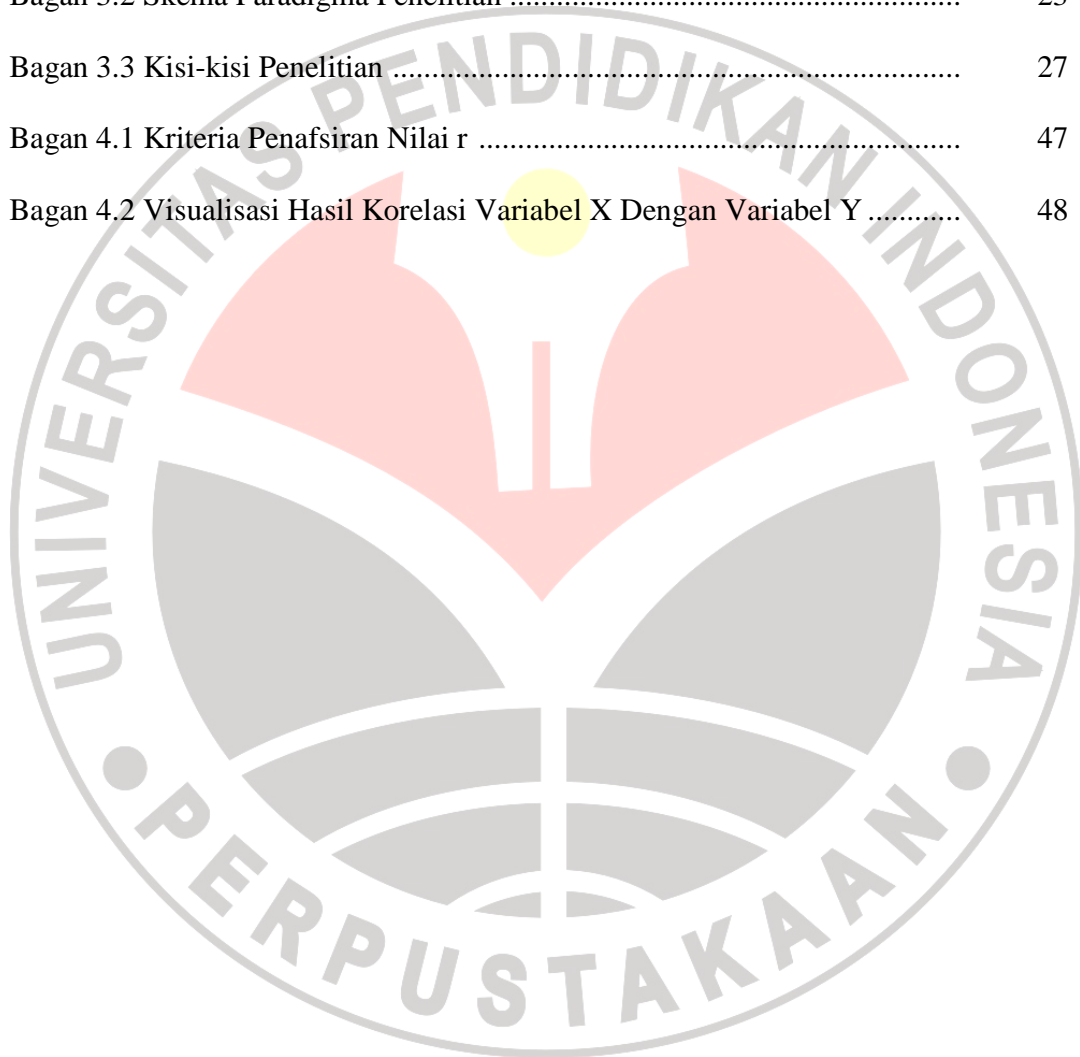 Bagan 3.2 Skema Paradigma Penelitian ........................................................... 25
Bagan 3.3 Kisi-kisi Penelitian ........................................................................... 27
Bagan 4.1 Kriteria Penafsiran Nilai r ................................................................ 47
Bagan 4.2 Visualisasi Hasil Korelasi Variabel X Dengan Variabel Y ............ 48
UNIVERSITAS PENDIDIKAN INDONESIA
PERPUSTAKAAN